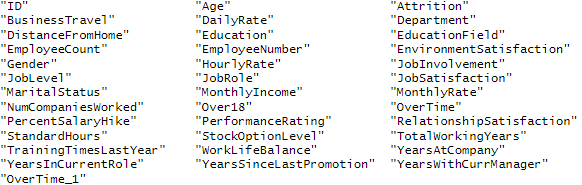 "ID" "Age" "Attrition"
"BusinessTravel" "DailyRate" "Department"
"DistanceFromHome" "Education" "EducationField"
"EmployeeCount" "EmployeeNumber" "EnvironmentSatisfaction"
"Gender" "HourlyRate" "JobInvolvement"
"JobLevel" "JobRole" "JobSatisfaction"
"MaritalStatus" "MonthlyIncome" "MonthlyRate"
"NumCompaniesWorked" "Over18" "OverTime"
"PercentSalaryHike" "PerformanceRating" "RelationshipSatisfaction"
"StandardHours" "StockOptionLevel" "TotalWorkingYears"
"TrainingTimesLastYear" "WorkLifeBalance" "YearsAtCompany"
"YearsInCurrentRole" "YearsSinceLastPromotion" "YearsWithCurrManager"
"OverTime_1"